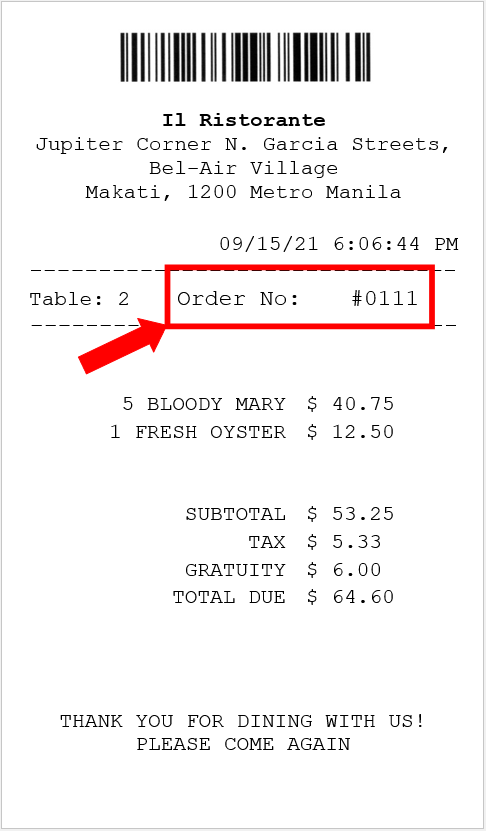 Il Ristorante
Jupiter Corner N. Garcia Streets,
Bel-Air Village
Makati, 1200 Metro Manila
09/15/21 6:06:44 PM
Table: 2 Order No: #0111
5 BLOODY MARY $ 40.75
1 FRESH OYSTER $ 12.50
SUBTOTAL $ 53.25
TAX $ 5.33
GRATUITY $ 6.00
TOTAL DUE $ 64.60
THANK YOU FOR DINING WITH US!
PLEASE COME AGAIN